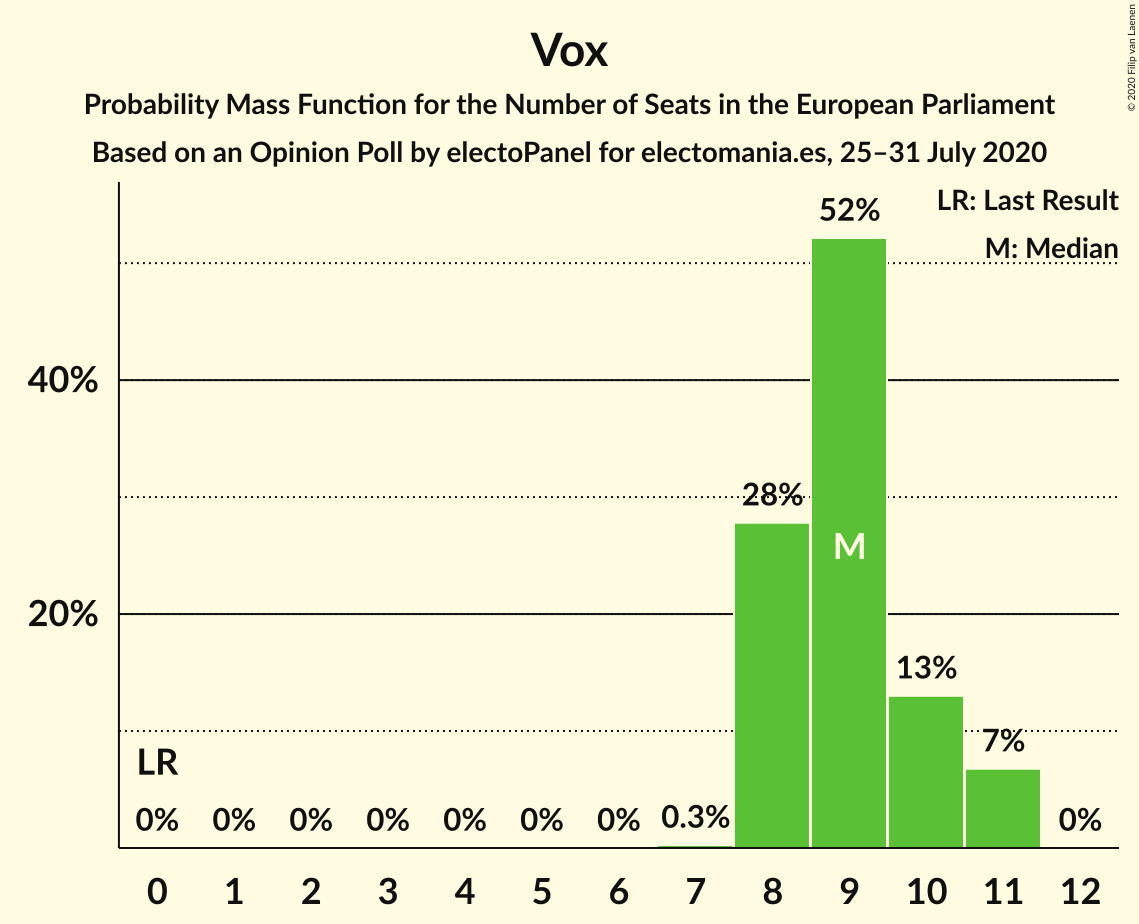 Vox
Probability Mass Function for the Number of Seats in the European Parliament
Based on an Opinion Poll by electoPanel for electomania.es, 25–31 July 2020
© 2020 Filip van Laenen
LR: Last Result
M: Median
52%
40%
28%
M
20%
13%
7%
LR
0% 0% 0% 0% 0% 0% 0% 0.3% 0%
0 1 2 3 4 5 6 7 8 9 10 11 12